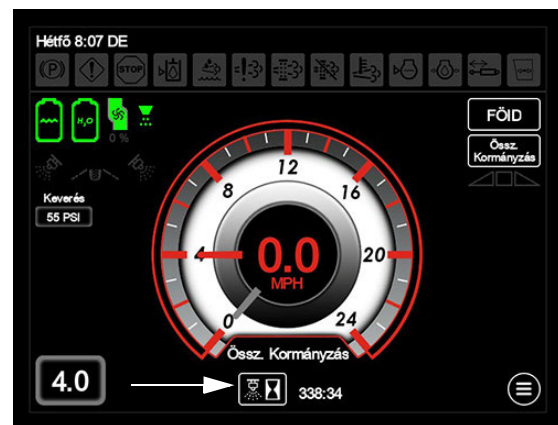 Hétfő 8:07 DE
(P)
STOP
H₂O
0 %
FÖlD
Össz.
Kormányzás
Keverés
55 PSI
0
4
8
12
16
20
24
0.0
MPH
Össz. Kormányzás
4.0
338:34